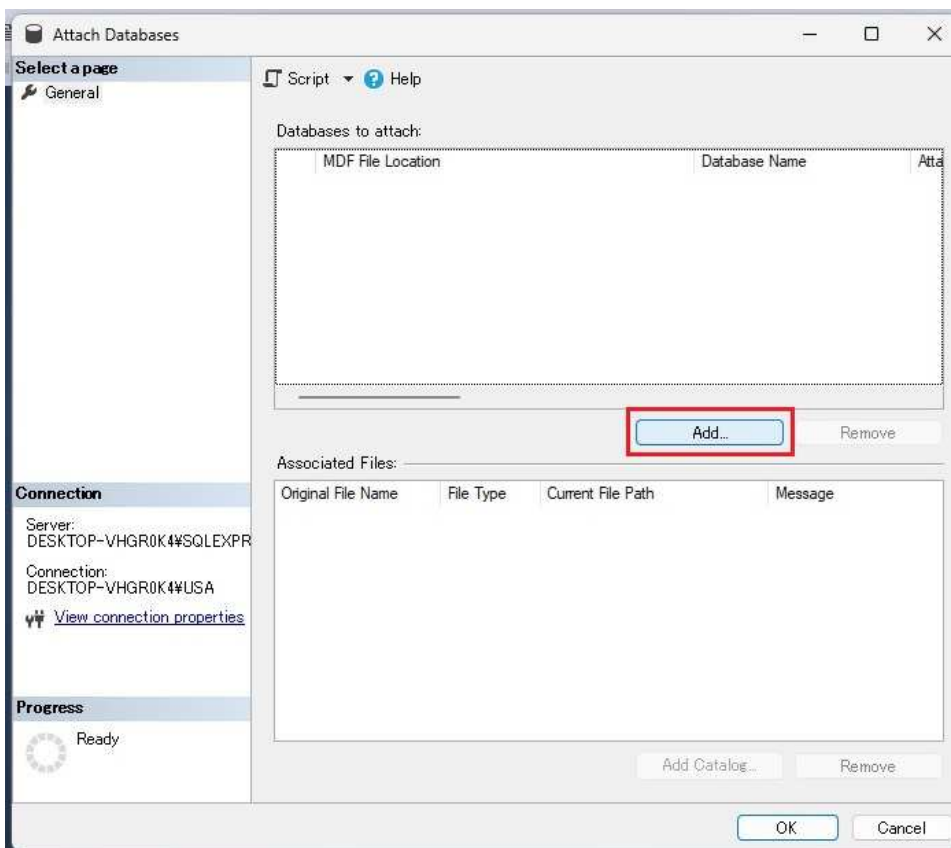 Attach Databases
Select a page
General
Script
Help
Databases to attach:
MDF File Location Database Name Atta
Add...
Remove
Associated Files:
Original File Name File Type Current File Path Message
Connection
Server:
DESKTOP-VHGR0K4¥SQLEXPR
Connection:
DESKTOP-VHGR0K4¥USA
View connection properties
Progress
Ready
Add Catalog...
Remove
OK
Cancel